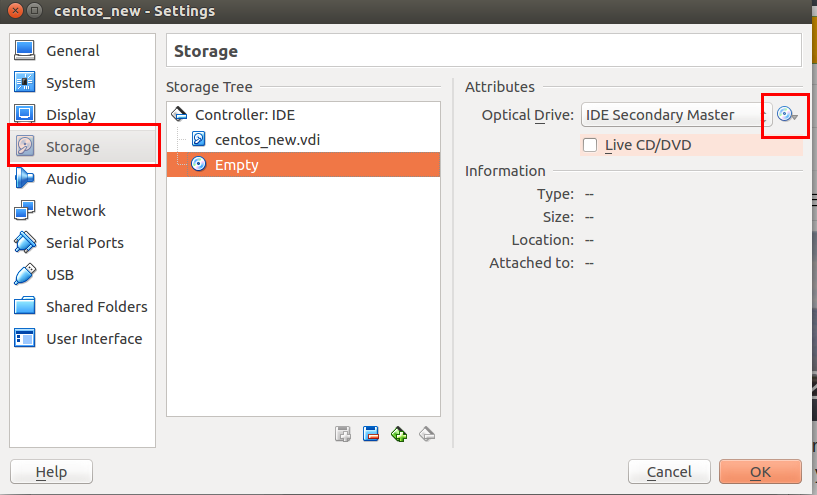 centos_new - Settings
General
System
Display
Storage
Audio
Network
Serial Ports
USB
Shared Folders
User Interface
Storage
Storage Tree
Controller: IDE
centos_new.vdi
Empty
Attributes
Optical Drive: IDE Secondary Master
Live CD/DVD
Information
Type: --
Size: --
Location: --
Attached to: --
Help
Cancel
OK